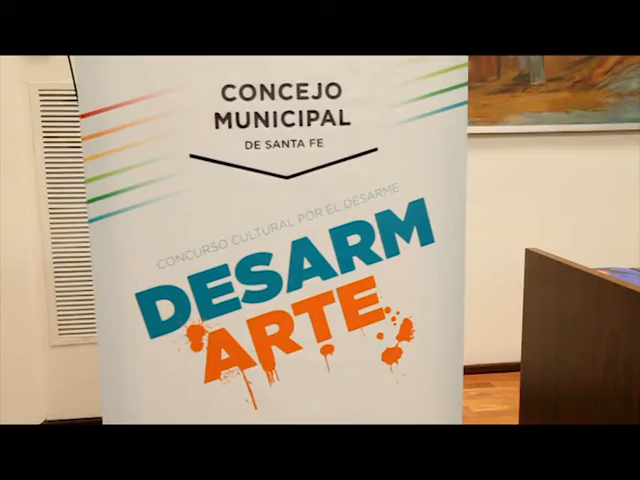 CONCEJO
MUNICIPAL
DE SANTA FE
CONCURSO CULTURAL POR EL DESARME
DESARM
ARTE